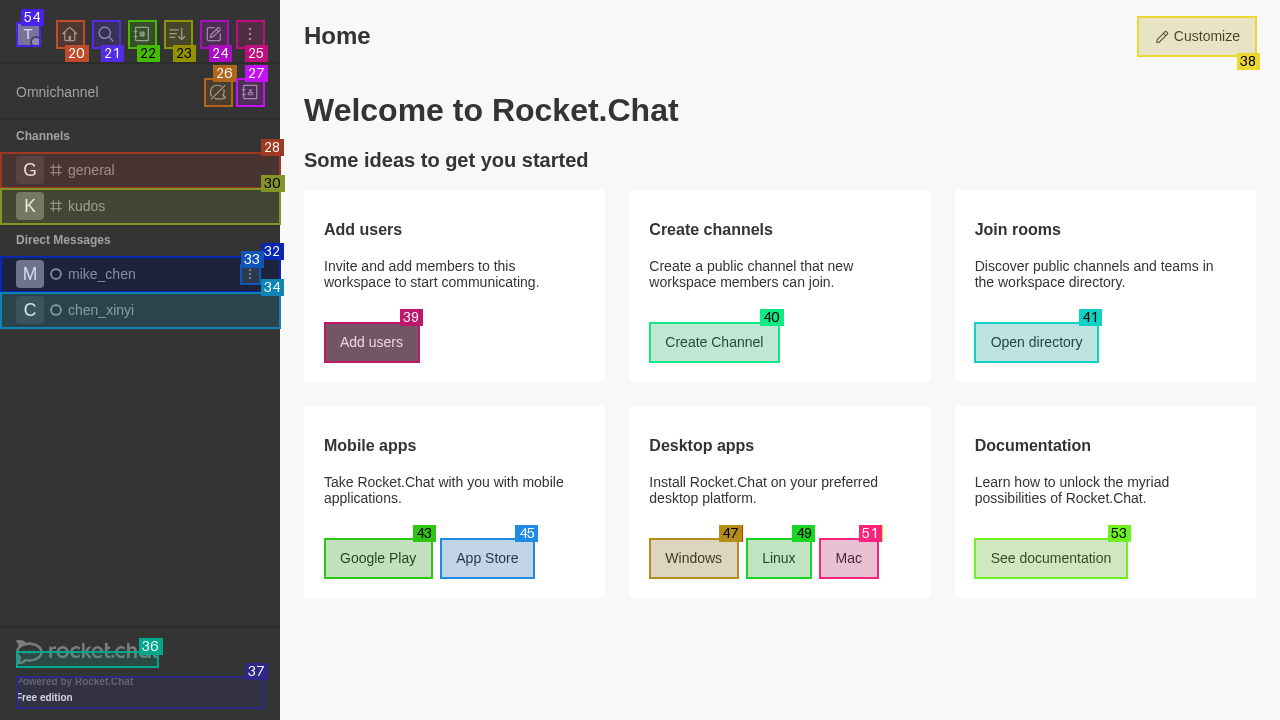 54
T
20
21
22
23
24
25
Home
Customize
38
26
27
Omnichannel
Welcome to Rocket.Chat
Channels
28
G general
Some ideas to get you started
30
K kudos
Direct Messages
32
33
M mike_chen
34
C chen_xinyi
Add users
Invite and add members to this
workspace to start communicating.
39
Add users
Create channels
Create a public channel that new
workspace members can join.
40
Create Channel
Join rooms
Discover public channels and teams in
the workspace directory.
41
Open directory
Mobile apps
Take Rocket.Chat with you with mobile
applications.
43
45
Google Play App Store
Desktop apps
Install Rocket.Chat on your preferred
desktop platform.
47
49
51
Windows Linux Mac
Documentation
Learn how to unlock the myriad
possibilities of Rocket.Chat.
53
See documentation
36
rocket.chat
37
Powered by Rocket.Chat
Free edition